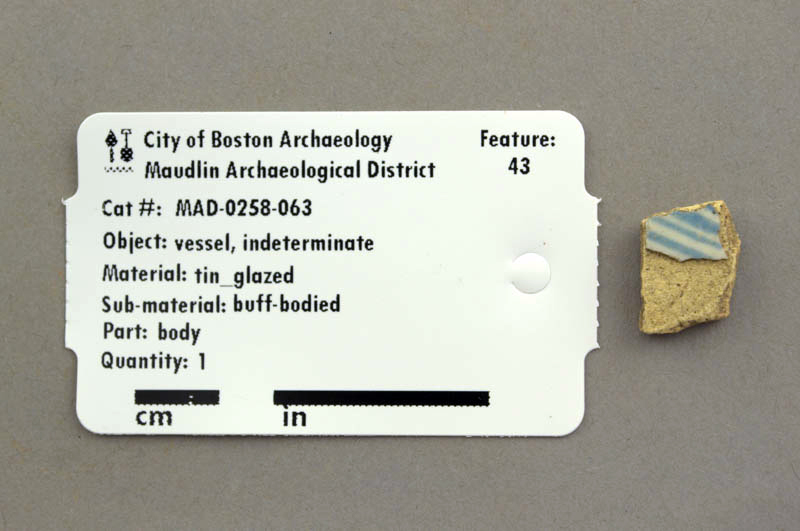 City of Boston Archaeology
Maudlin Archaeological District
Feature:
43
Cat #: MAD-0258-063
Object: vessel, indeterminate
Material: tin_glazed
Sub-material: buff-bodied
Part: body
Quantity: 1
cm in